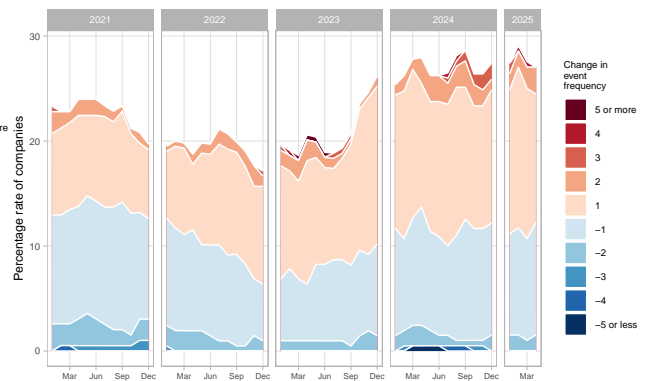 2021 2022 2023 2024 2025
30
20
10
0
Percentage rate of companies
re
Mar Jun Sep Dec Mar Jun Sep Dec Mar Jun Sep Dec Mar Jun Sep Dec Mar
Change in
event
frequency
5 or more
4
3
2
1
−1
−2
−3
−4
−5 or less